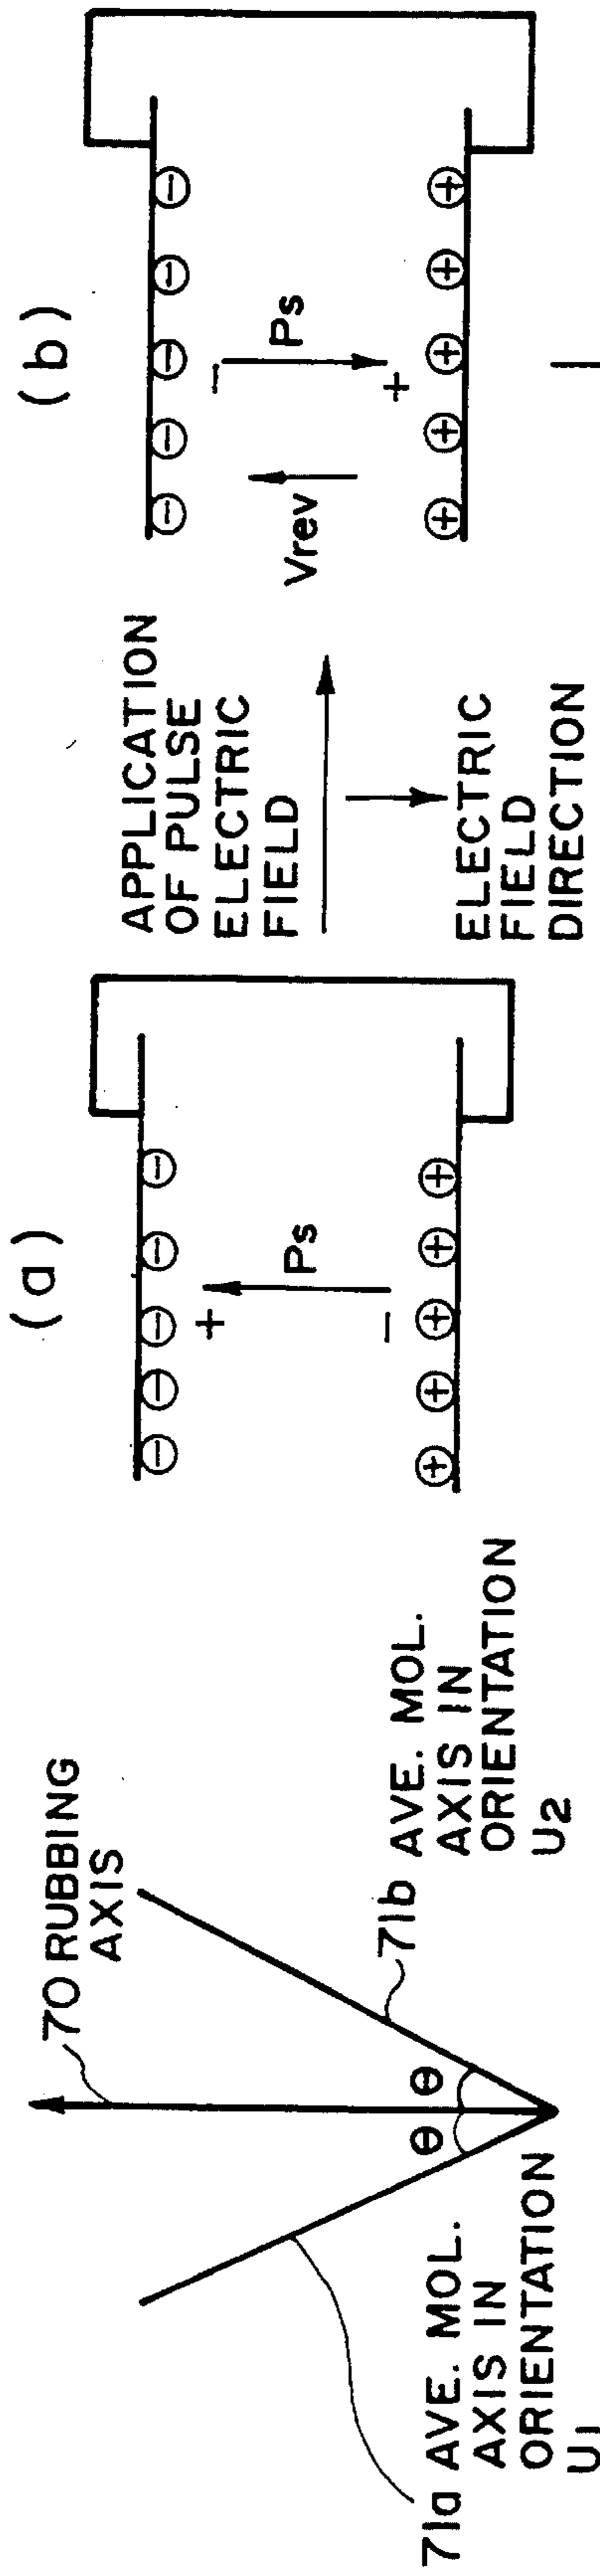 70 RUBBING
AXIS
Θ Θ
71a AVE. MOL.
AXIS IN
ORIENTATION
U1
71b AVE. MOL.
AXIS IN
ORIENTATION
U2
(a)
⊖ ⊖ ⊖ ⊖ ⊖
+
Ps
−
⊕ ⊕ ⊕ ⊕ ⊕
APPLICATION
OF PULSE
ELECTRIC
FIELD
ELECTRIC
FIELD
DIRECTION
(b)
⊖ ⊖ ⊖ ⊖ ⊖
−
Vrev
Ps
+
⊕ ⊕ ⊕ ⊕ ⊕